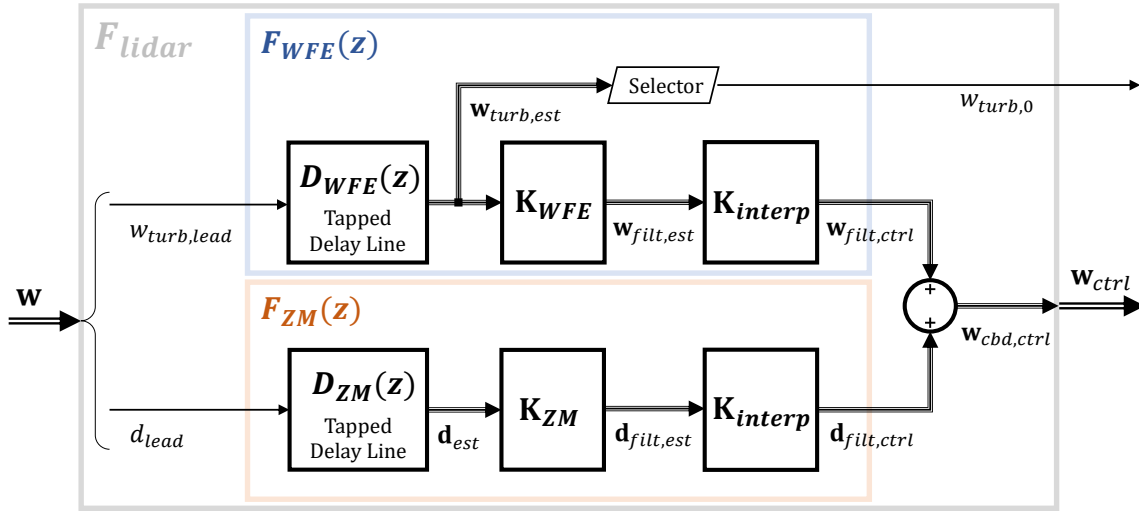 F_lidar
F_WFE(z)
Selector
w_turb,est
w_turb,0
D_WFE(z)
Tapped
Delay Line
K_WFE
K_interp
w_turb,lead
w_filt,est
w_filt,ctrl
w
+
+
w_ctrl
w_cbd,ctrl
F_ZM(z)
D_ZM(z)
Tapped
Delay Line
K_ZM
K_interp
d_lead
d_est
d_filt,est
d_filt,ctrl